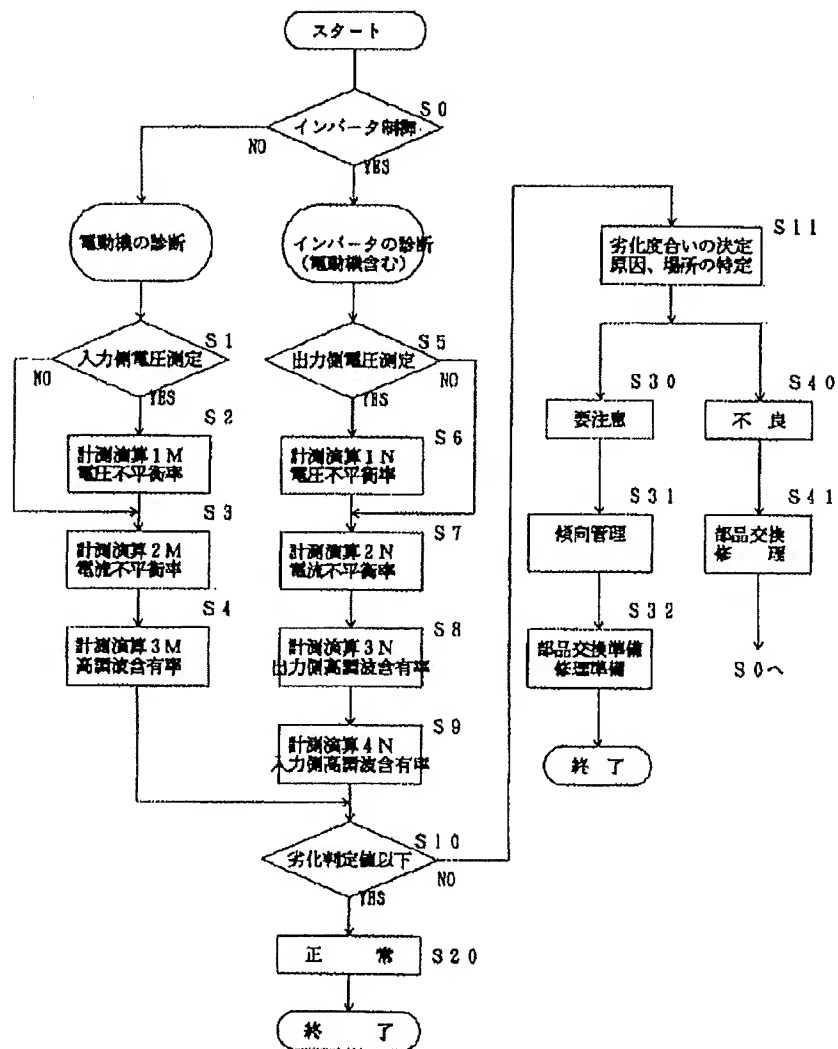 スタート
S0
インバータ制御
NO
YES
電動機の診断
インバータの診断
(電動機含む)
S11
劣化度合いの決定
原因、場所の特定
S1
入力側電圧測定
NO
YES
S5
出力側電圧測定
NO
YES
S30
要注意
S40
不 良
S2
計測演算1M
電圧不平衡率
S6
計測演算1N
電圧不平衡率
S31
傾向管理
S41
部品交換
修 理
S3
計測演算2M
電流不平衡率
S7
計測演算2N
電流不平衡率
S4
計測演算3M
高調波含有率
S8
計測演算3N
出力側高調波含有率
S32
部品交換準備
修理準備
S0へ
S9
計測演算4N
入力側高調波含有率
終 了
S10
劣化判定値以下
NO
YES
正 常
S20
終 了